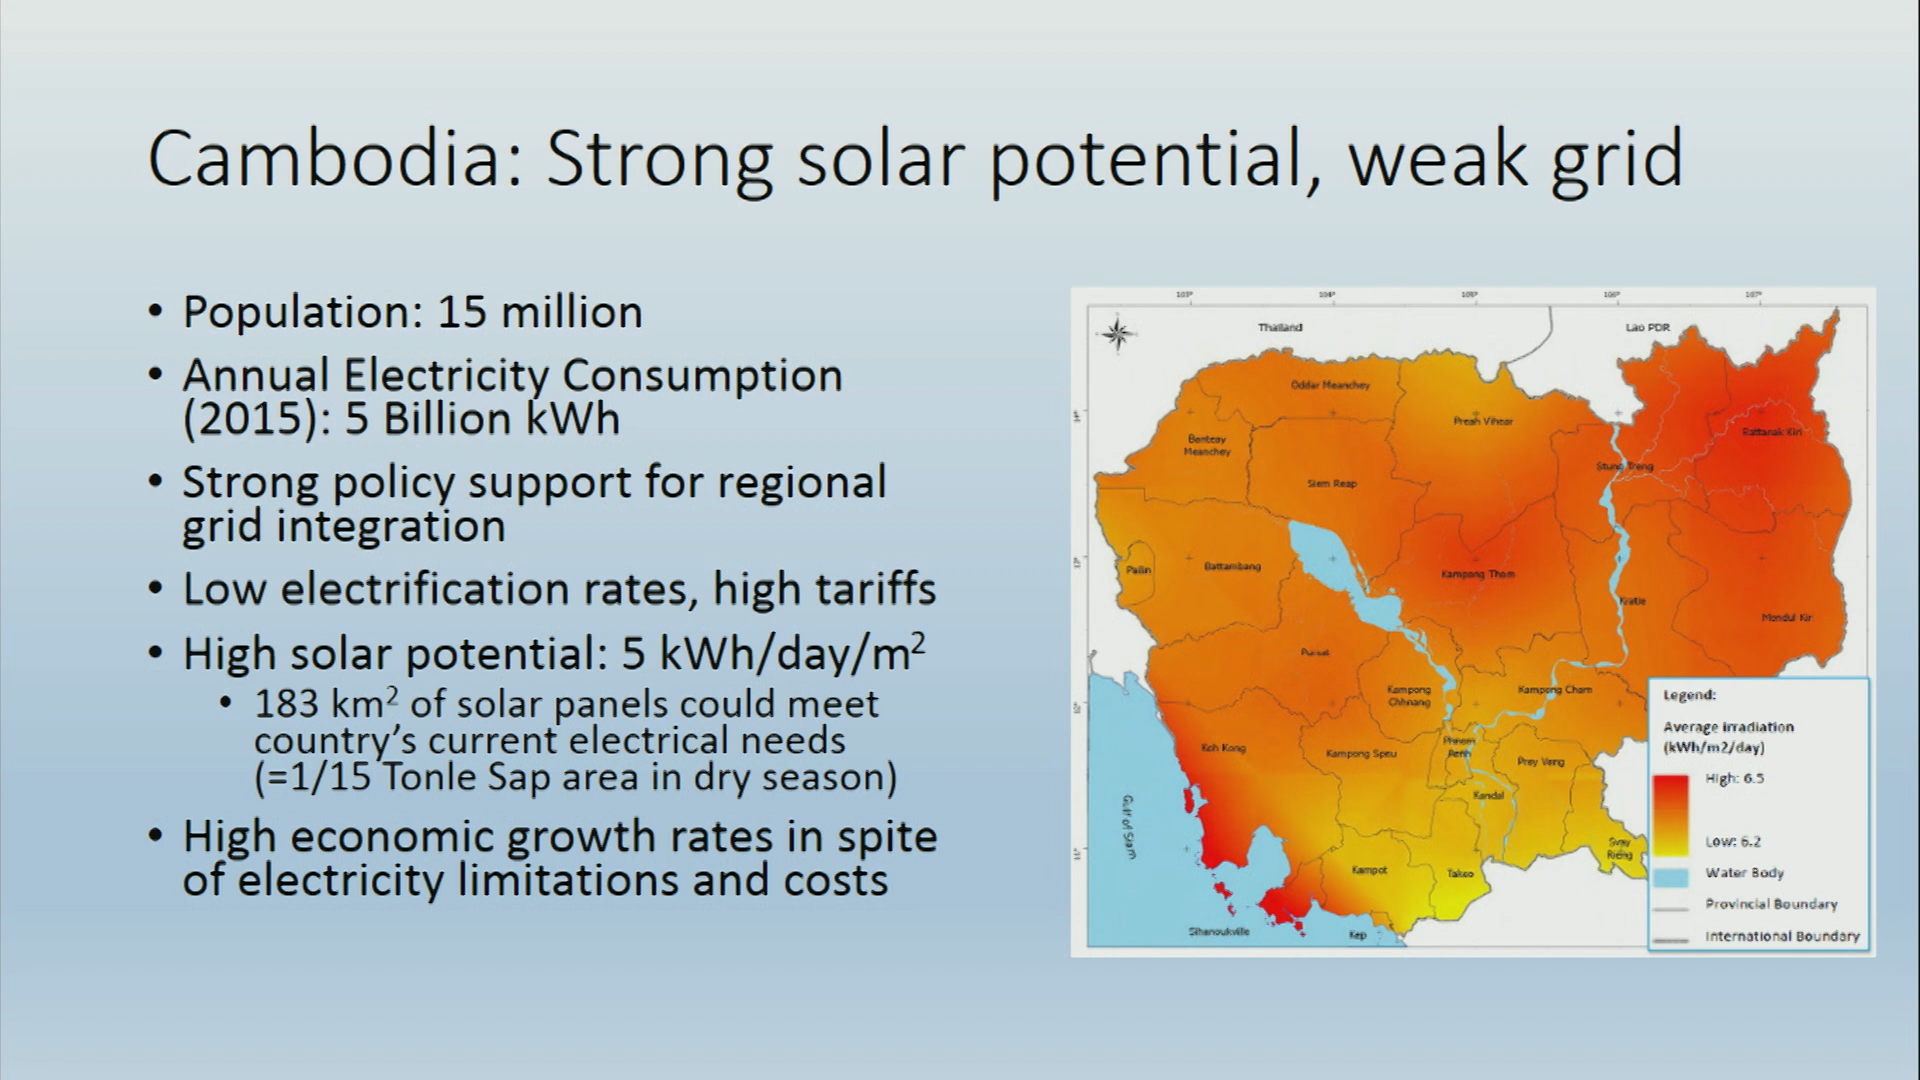 Cambodia: Strong solar potential, weak grid
• Population: 15 million
• Annual Electricity Consumption
(2015): 5 Billion kWh
• Strong policy support for regional
grid integration
• Low electrification rates, high tariffs
• High solar potential: 5 kWh/day/m²
• 183 km² of solar panels could meet
country's current electrical needs
(=1/15 Tonle Sap area in dry season)
• High economic growth rates in spite
of electricity limitations and costs
103° 104° 105° 106° 107°
Thailand
Lao PDR
Oddar Meanchey
Preah Vihear
Rattanak Kiri
Banteay
Meanchey
Stung Treng
Siem Reap
Pailin
Battambang
Kampong Thom
Kratie
Mondul Kiri
Pursat
Kampong
Chhnang
Kampong Cham
Koh Kong
Kampong Speu
Phnom
Penh
Prey Veng
Kandal
Gulf of Siam
Svay
Rieng
Kampot
Takeo
Sihanoukville
Kep
Legend:
Average irradiation
(kWh/m2/day)
High: 6.5
Low: 6.2
Water Body
Provincial Boundary
International Boundary